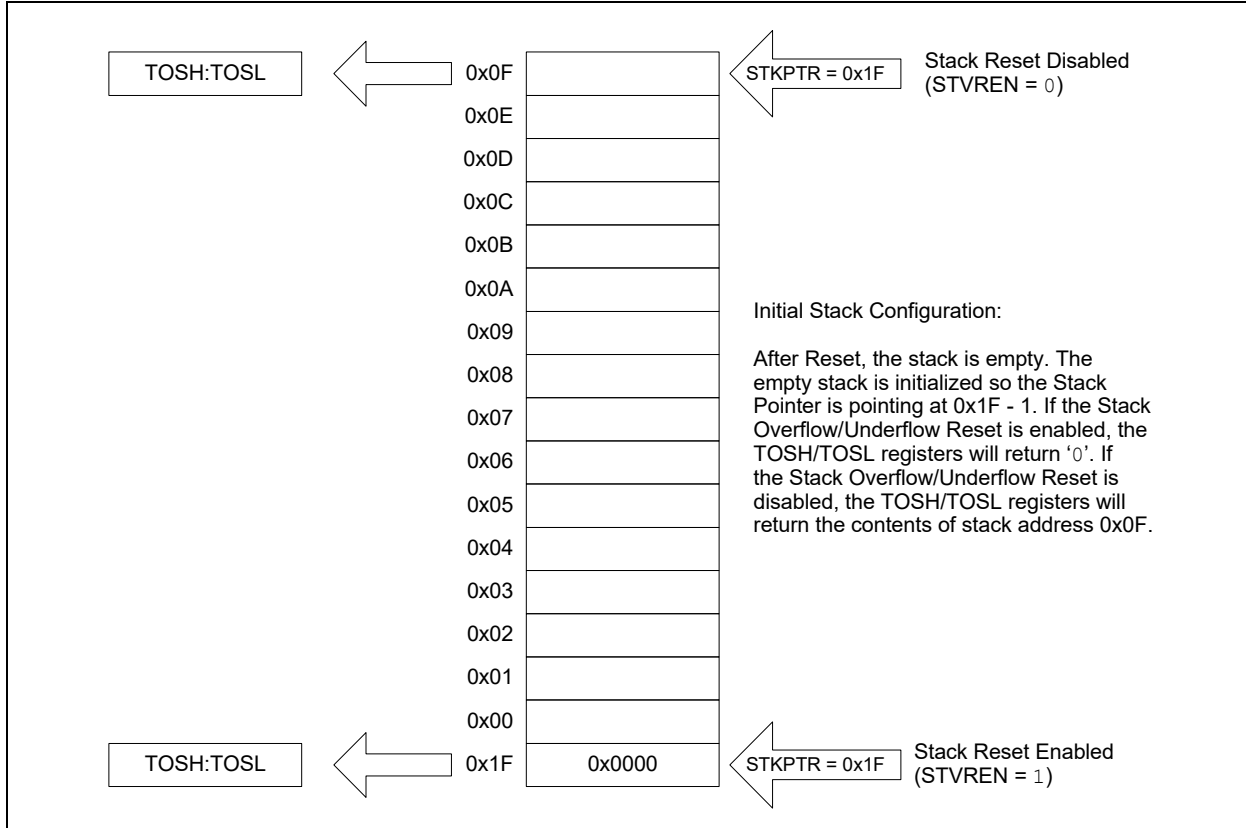 TOSH:TOSL
0x0F
STKPTR = 0x1F
Stack Reset Disabled
(STVREN = 0)
0x0E
0x0D
0x0C
0x0B
0x0A
0x09
0x08
0x07
0x06
0x05
0x04
0x03
0x02
0x01
0x00
Initial Stack Configuration:
After Reset, the stack is empty. The
empty stack is initialized so the Stack
Pointer is pointing at 0x1F - 1. If the Stack
Overflow/Underflow Reset is enabled, the
TOSH/TOSL registers will return ‘0’. If
the Stack Overflow/Underflow Reset is
disabled, the TOSH/TOSL registers will
return the contents of stack address 0x0F.
TOSH:TOSL
0x1F
0x0000
STKPTR = 0x1F
Stack Reset Enabled
(STVREN = 1)